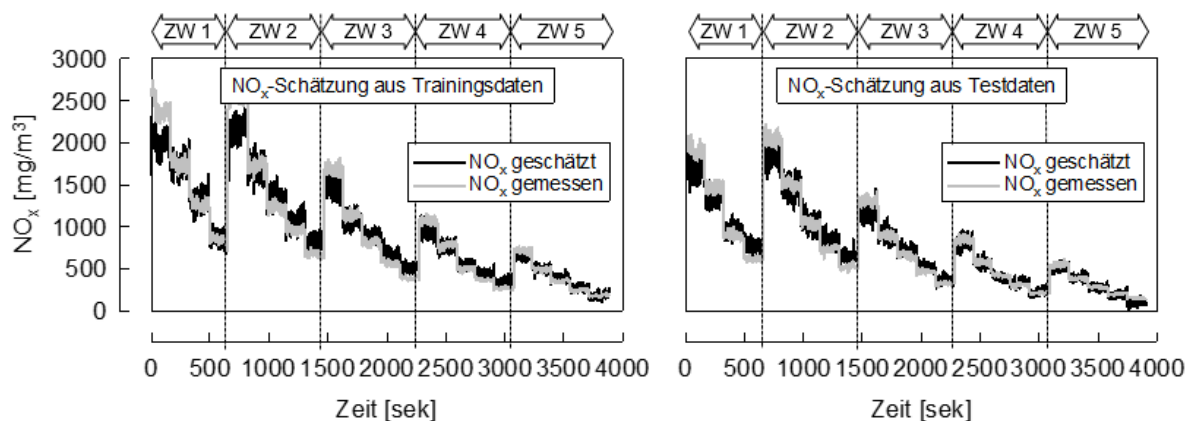 ZW 1 ZW 2 ZW 3 ZW 4 ZW 5
NOₓ-Schätzung aus Trainingsdaten
NOₓ geschätzt
NOₓ gemessen
NOₓ [mg/m³]
3000
2500
2000
1500
1000
500
0
0 500 1000 1500 2000 2500 3000 3500 4000
Zeit [sek]
ZW 1 ZW 2 ZW 3 ZW 4 ZW 5
NOₓ-Schätzung aus Testdaten
NOₓ geschätzt
NOₓ gemessen
0 500 1000 1500 2000 2500 3000 3500 4000
Zeit [sek]